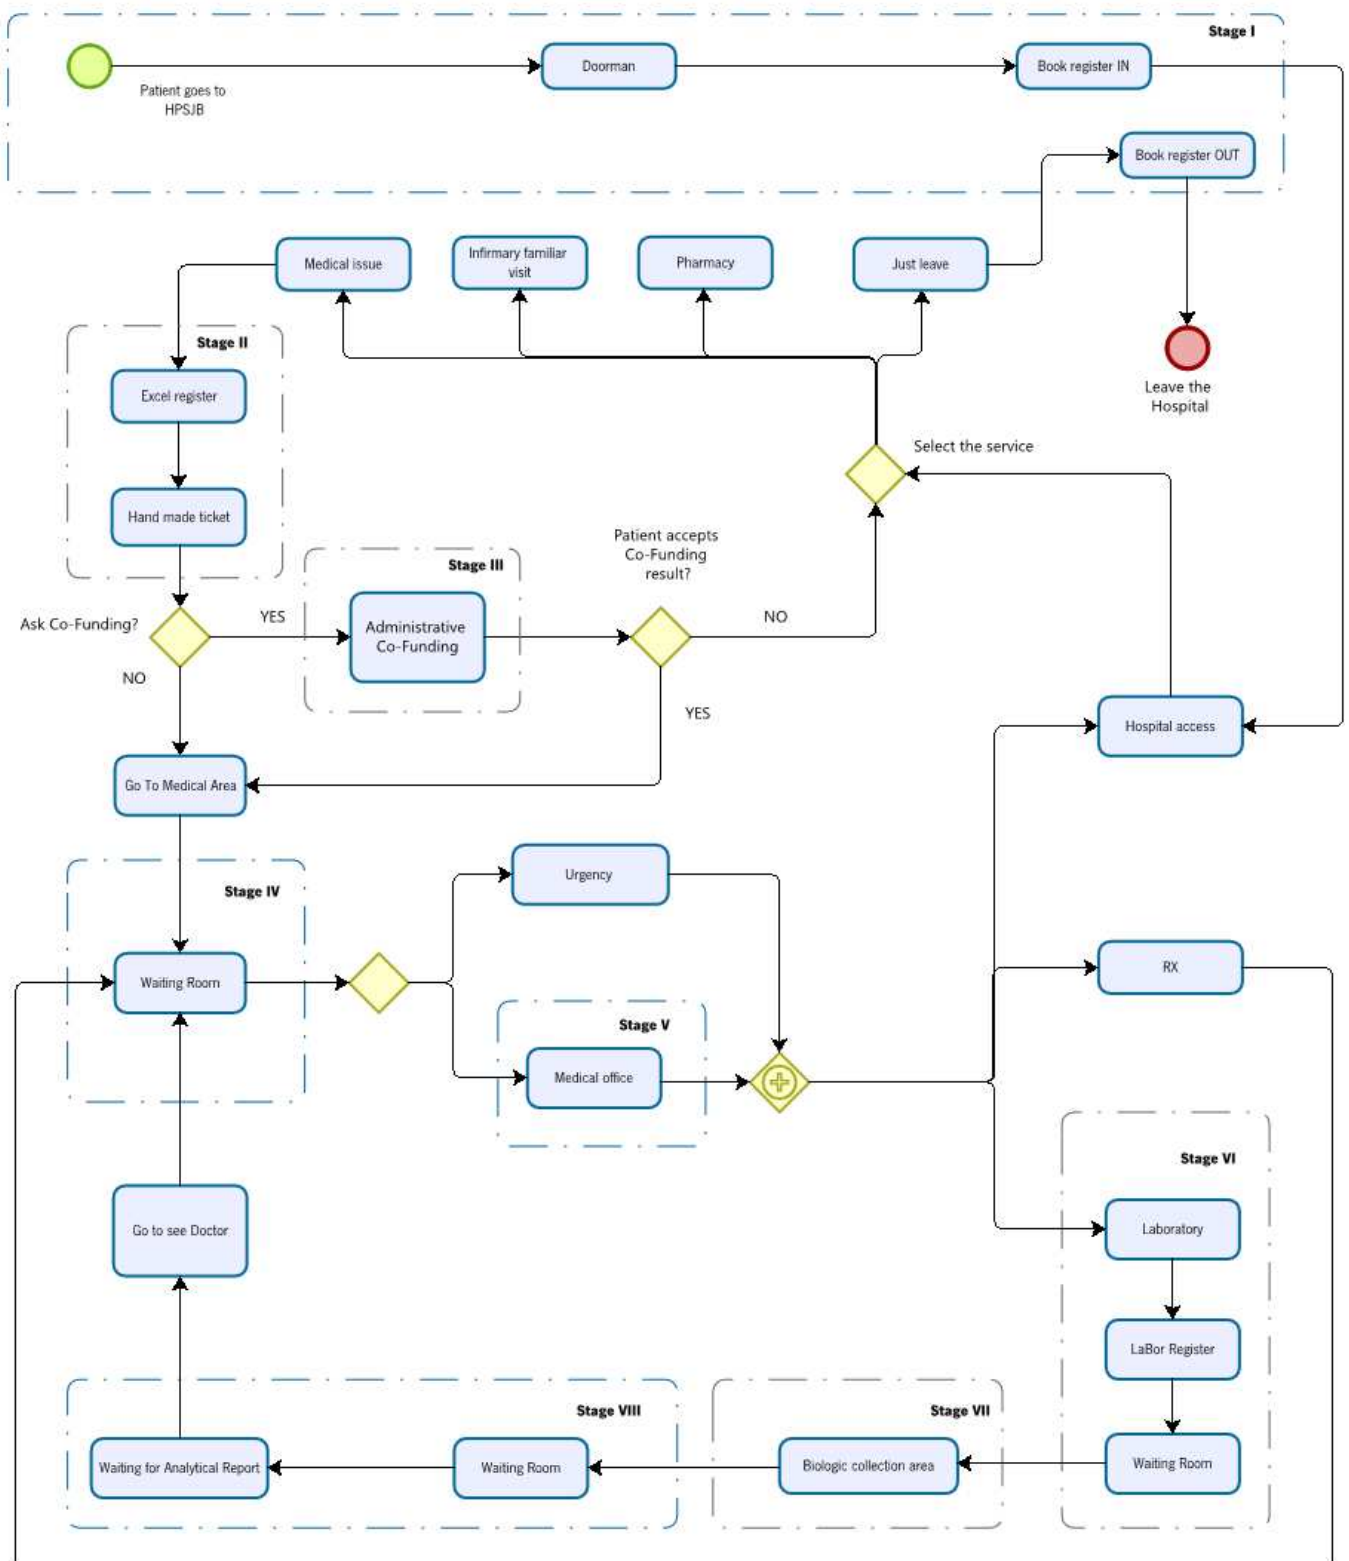 Stage I
Patient goes to
HPSJB
Doorman
Book register IN
Book register OUT
Medical issue
Infirmary familiar
visit
Pharmacy
Just leave
Leave the
Hospital
Stage II
Excel register
Hand made ticket
Select the service
Ask Co-Funding?
YES
NO
Stage III
Administrative
Co-Funding
Patient accepts
Co-Funding
result?
NO
YES
Hospital access
Go To Medical Area
Stage IV
Waiting Room
Urgency
Stage V
Medical office
RX
Stage VI
Laboratory
LaBor Register
Waiting Room
Go to see Doctor
Stage VIII
Waiting for Analytical Report
Waiting Room
Stage VII
Biologic collection area